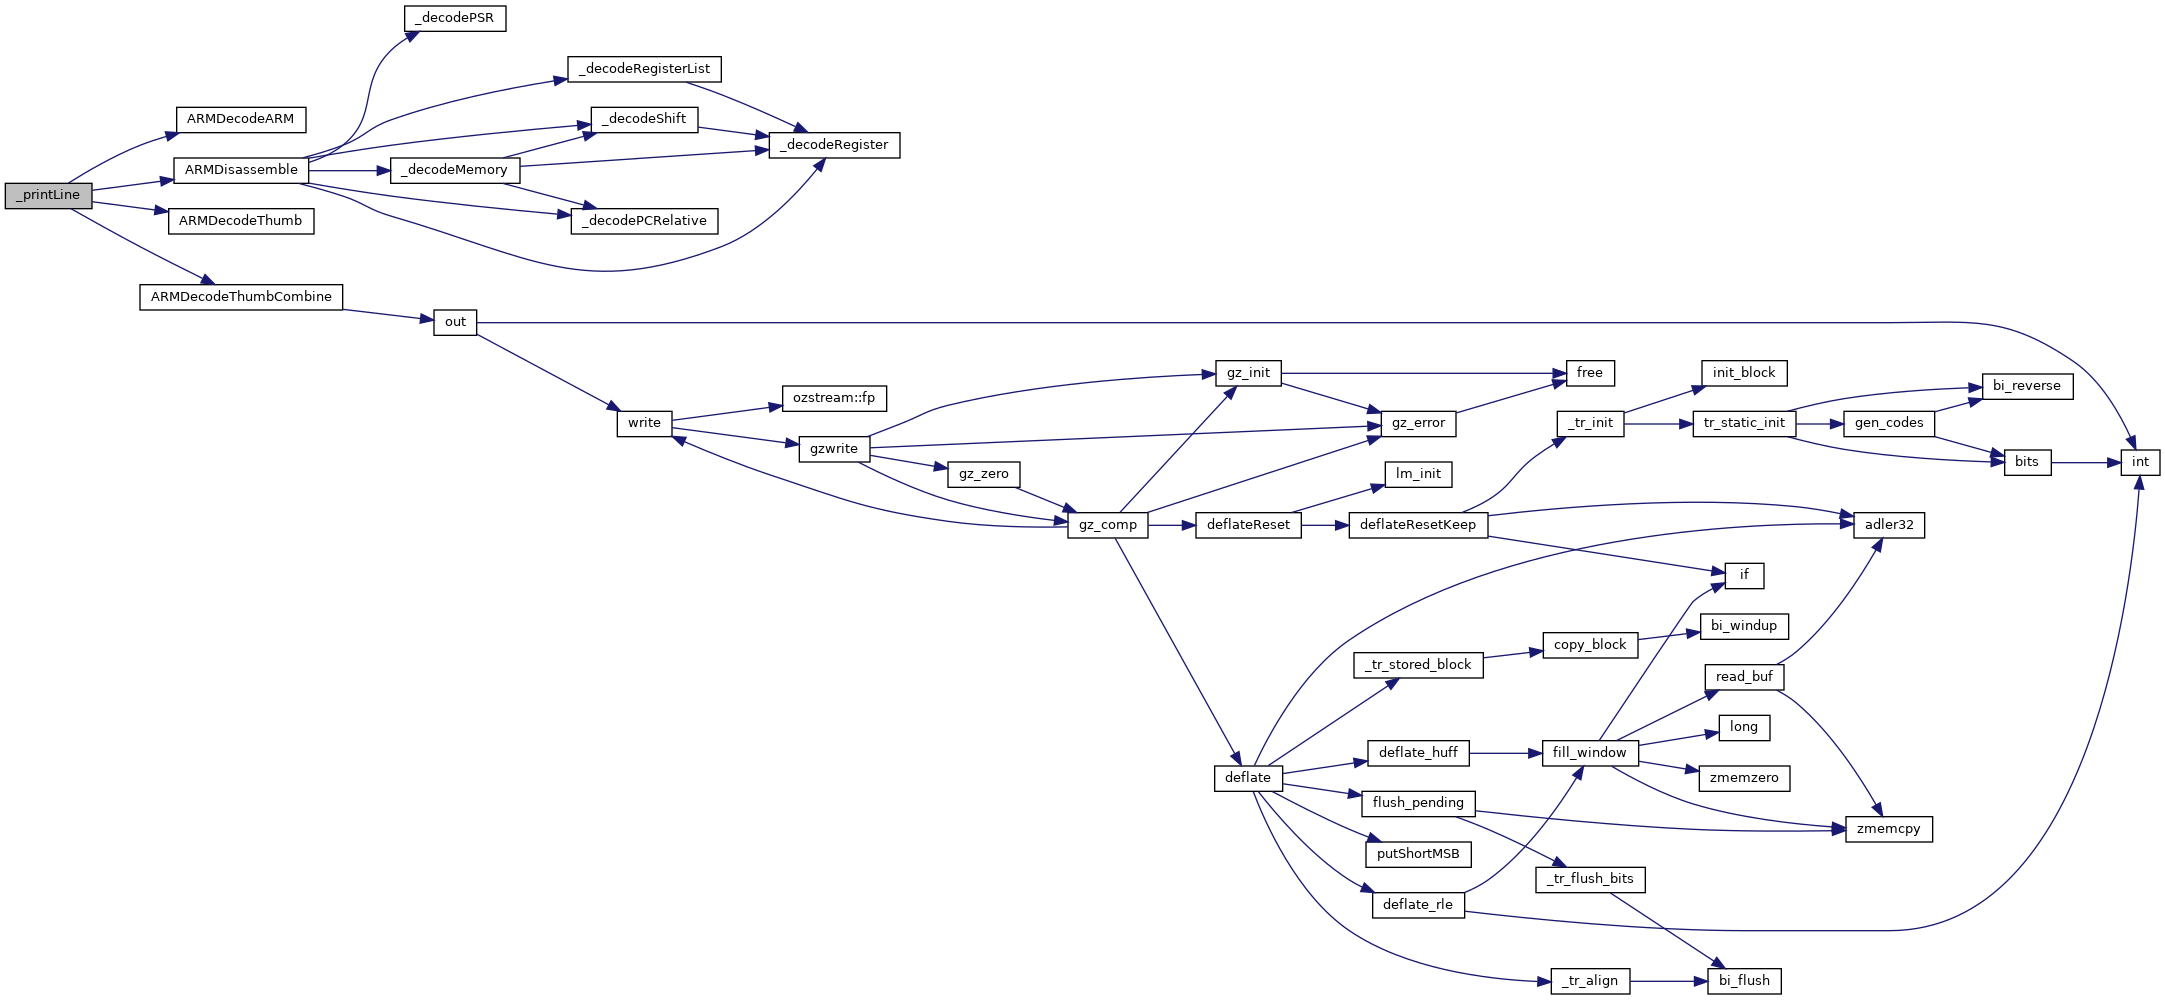 _decodePSR
_decodeRegisterList
ARMDecodeARM
_decodeShift
_decodeRegister
ARMDisassemble
_decodeMemory
_printLine
ARMDecodeThumb
_decodePCRelative
ARMDecodeThumbCombine
out
gz_init
free
init_block
bi_reverse
ozstream::fp
write
gz_error
_tr_init
tr_static_init
gen_codes
gzwrite
bits
int
gz_zero
lm_init
gz_comp
deflateReset
deflateResetKeep
adler32
if
bi_windup
copy_block
_tr_stored_block
read_buf
long
deflate_huff
fill_window
deflate
zmemzero
flush_pending
zmemcpy
putShortMSB
_tr_flush_bits
deflate_rle
_tr_align
bi_flush